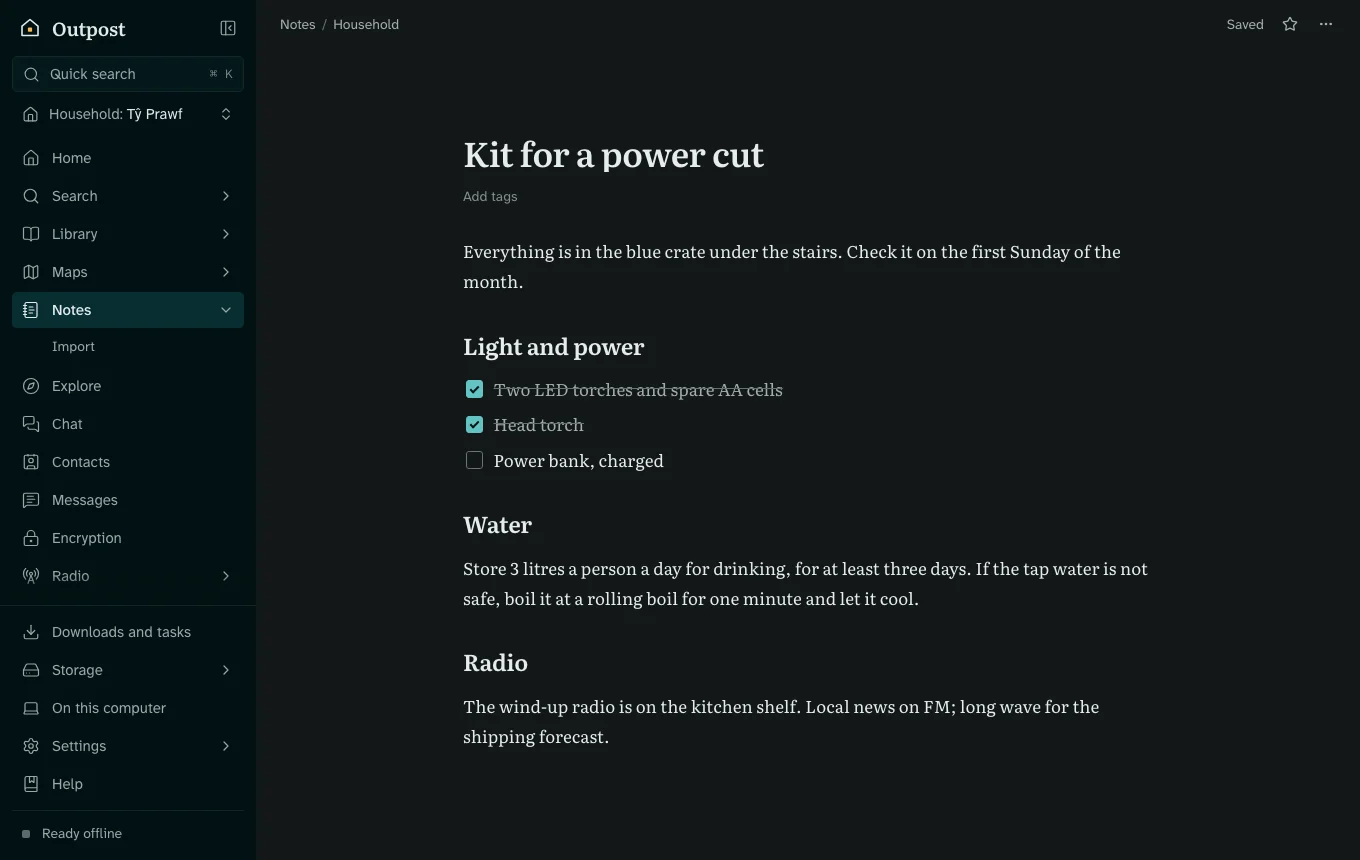 Outpost
Quick search ⌘ K
Household: Tŷ Prawf
Home
Search
Library
Maps
Notes
Import
Explore
Chat
Contacts
Messages
Encryption
Radio
Downloads and tasks
Storage
On this computer
Settings
Help
Ready offline
Notes / Household
Saved
Kit for a power cut
Add tags
Everything is in the blue crate under the stairs. Check it on the first Sunday of the
month.
Light and power
Two LED torches and spare AA cells
Head torch
Power bank, charged
Water
Store 3 litres a person a day for drinking, for at least three days. If the tap water is not
safe, boil it at a rolling boil for one minute and let it cool.
Radio
The wind-up radio is on the kitchen shelf. Local news on FM; long wave for the
shipping forecast.